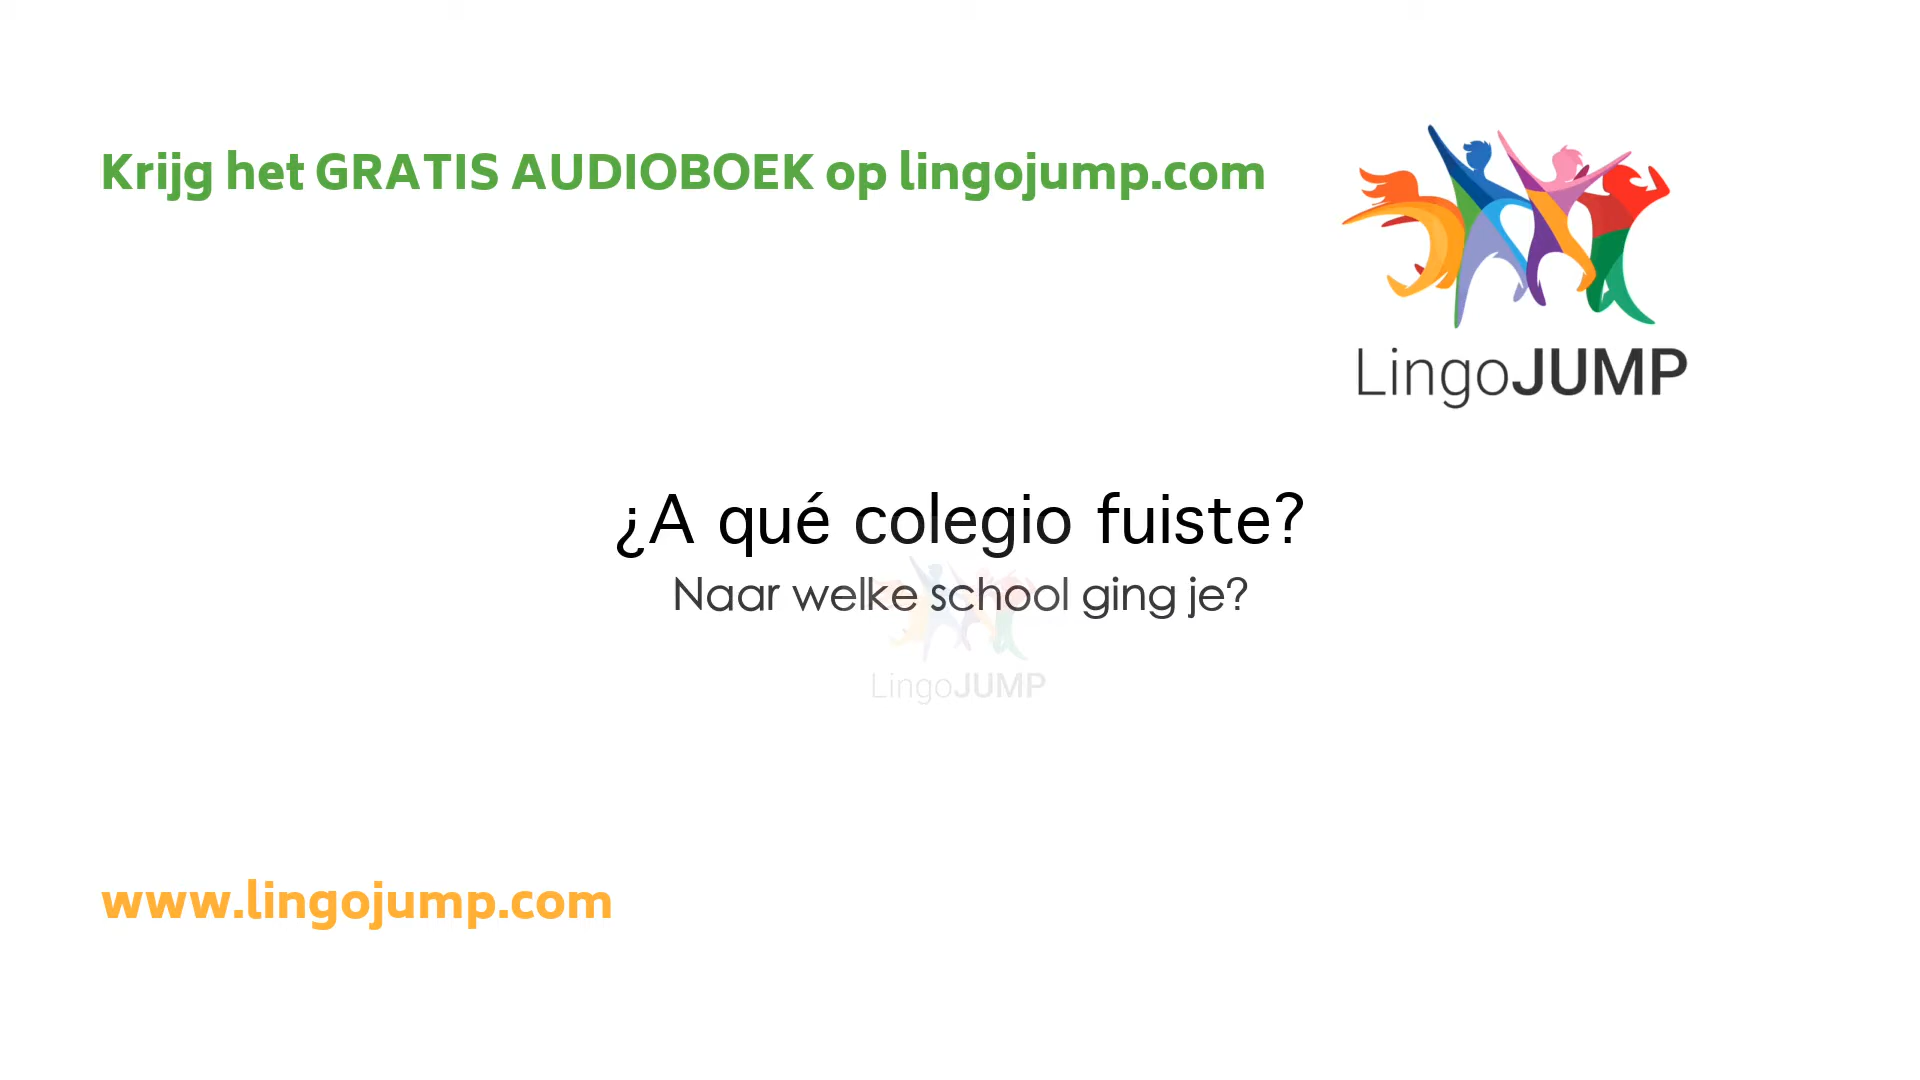 Krijg het GRATIS AUDIOBOEK op lingojump.com
LingoJUMP
¿A qué colegio fuiste?
Naar welke school ging je?
LingoJUMP
www.lingojump.com